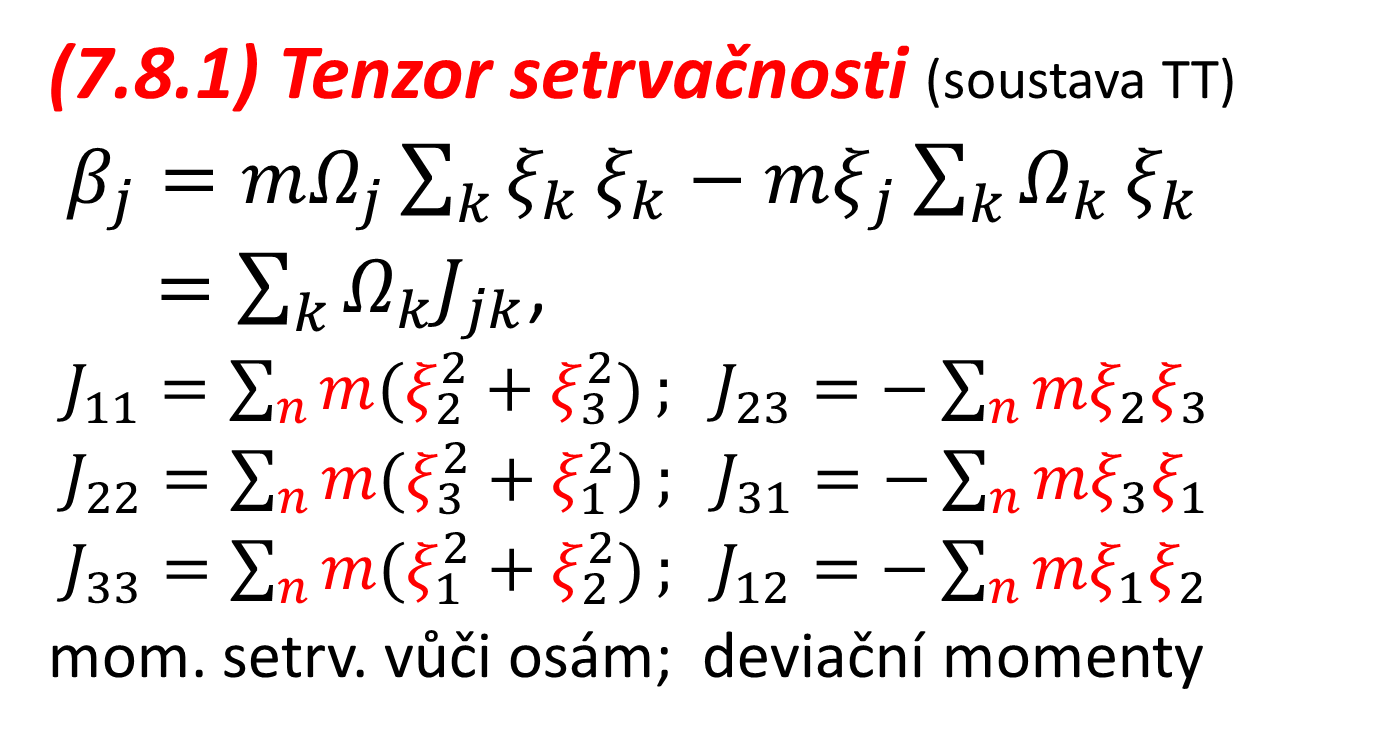 (7.8.1) Tenzor setrvačnosti (soustava TT)
𝛽ⱼ = 𝑚𝛺ⱼ ∑ₖ 𝜉ₖ 𝜉ₖ − 𝑚𝜉ⱼ ∑ₖ 𝛺ₖ 𝜉ₖ
= ∑ₖ 𝛺ₖ𝐽ⱼₖ,
𝐽₁₁ = ∑ₙ 𝑚(𝜉₂² + 𝜉₃²) ; 𝐽₂₃ = − ∑ₙ 𝑚𝜉₂𝜉₃
𝐽₂₂ = ∑ₙ 𝑚(𝜉₃² + 𝜉₁²) ; 𝐽₃₁ = − ∑ₙ 𝑚𝜉₃𝜉₁
𝐽₃₃ = ∑ₙ 𝑚(𝜉₁² + 𝜉₂²) ; 𝐽₁₂ = − ∑ₙ 𝑚𝜉₁𝜉₂
mom. setrv. vůči osám; deviační momenty